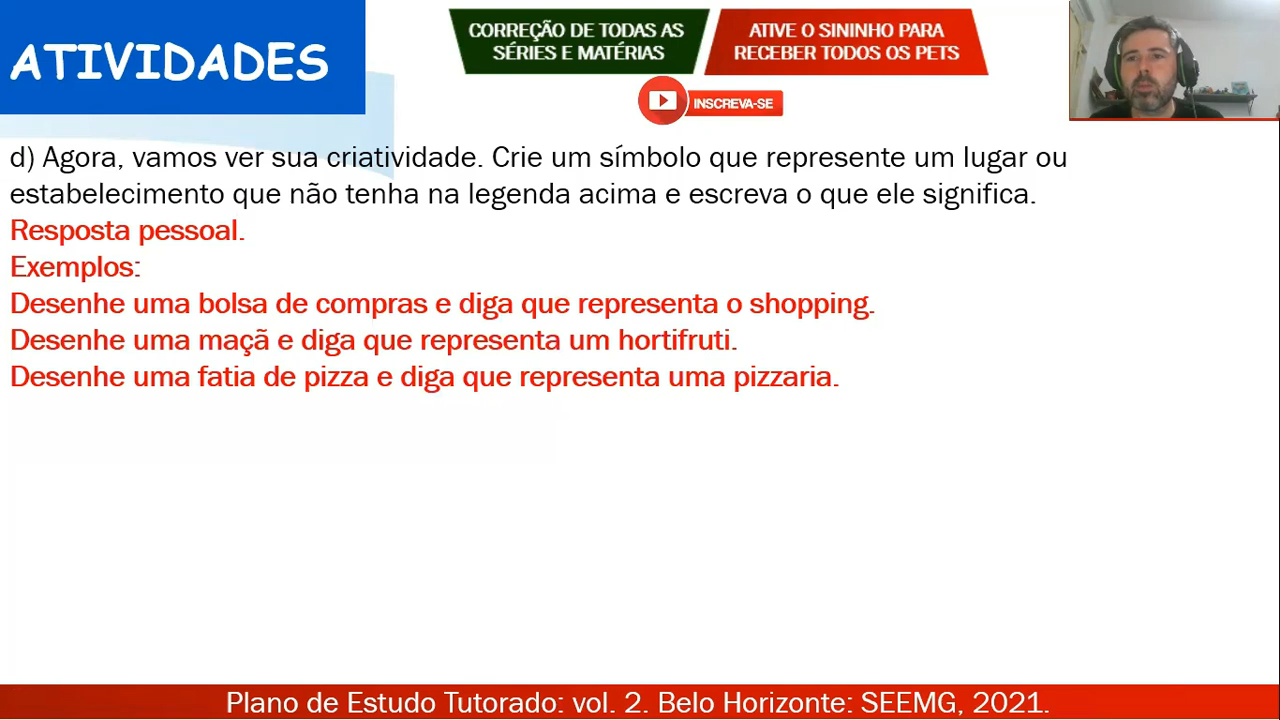 ATIVIDADES
CORREÇÃO DE TODAS AS
SÉRIES E MATÉRIAS
ATIVE O SININHO PARA
RECEBER TODOS OS PETS
INSCREVA-SE
d) Agora, vamos ver sua criatividade. Crie um símbolo que represente um lugar ou
estabelecimento que não tenha na legenda acima e escreva o que ele significa.
Resposta pessoal.
Exemplos:
Desenhe uma bolsa de compras e diga que representa o shopping.
Desenhe uma maçã e diga que representa um hortifruti.
Desenhe uma fatia de pizza e diga que representa uma pizzaria.
Plano de Estudo Tutorado: vol. 2. Belo Horizonte: SEEMG, 2021.